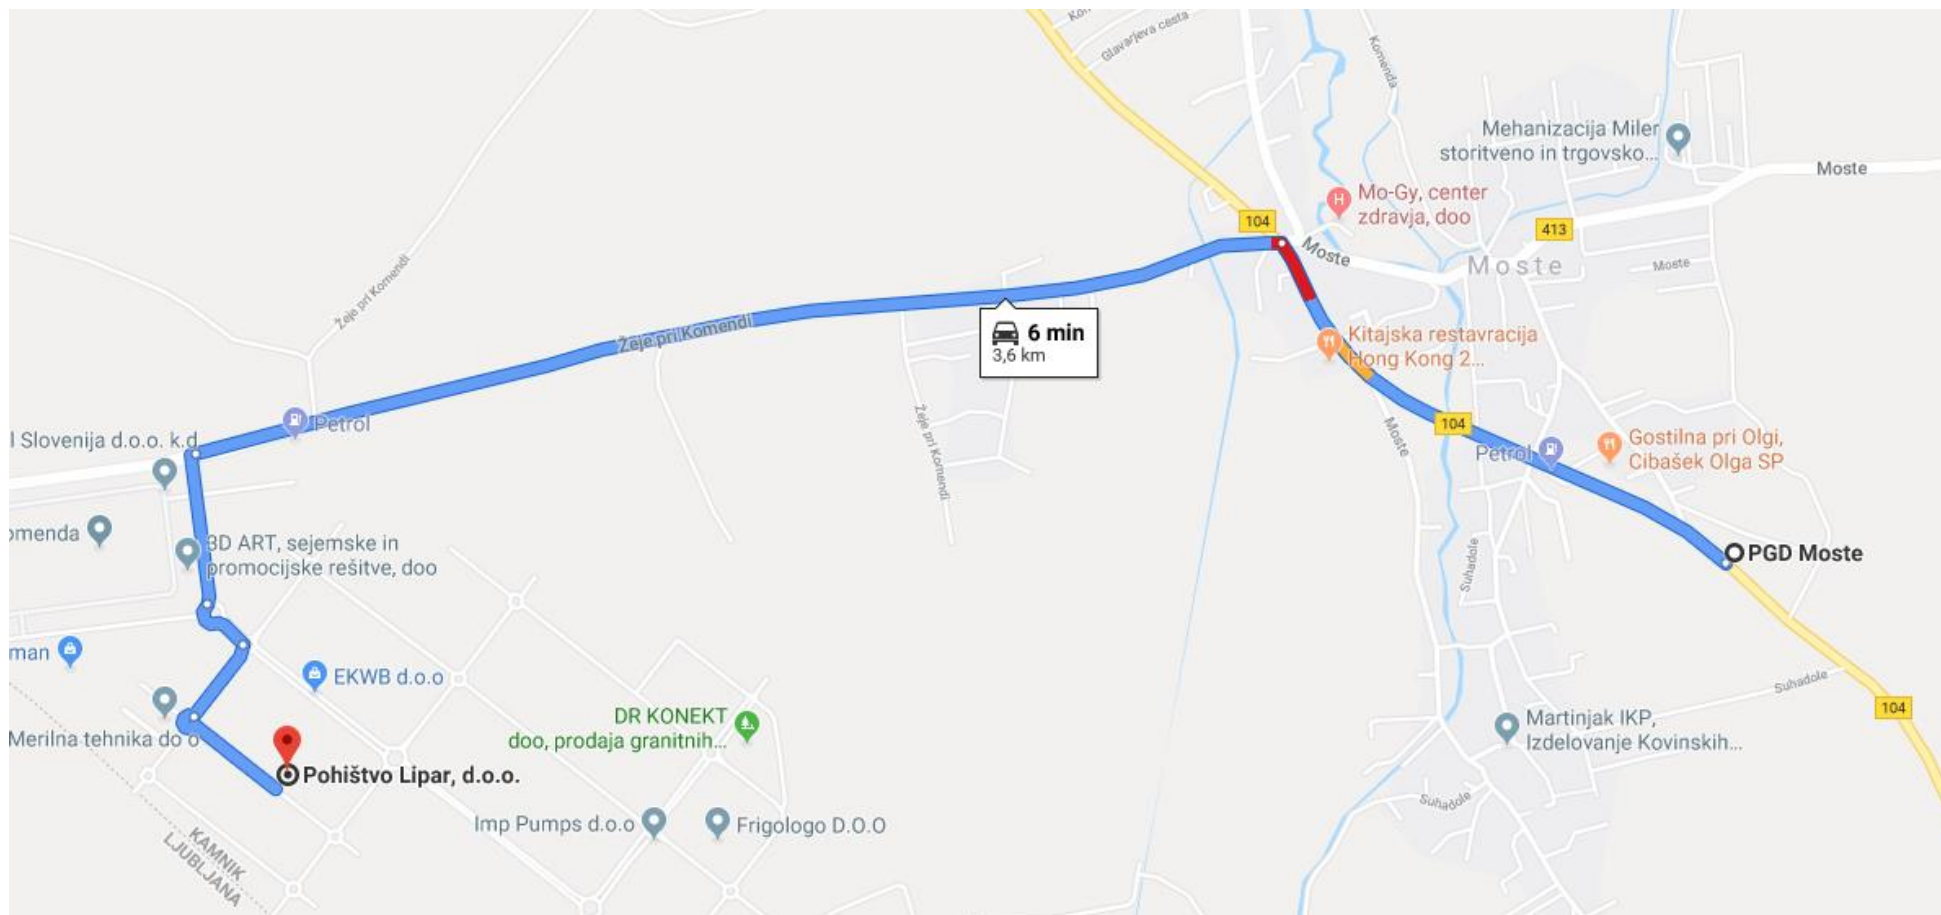 Glavarjeva cesta
Komenda
Mehanizacija Miler
storitveno in trgovsko...
Moste
Mo-Gy, center
zdravja, doo
104
413
Moste
Moste
Moste
Žeje pri Komendi
Žeje pri Komendi
6 min
3,6 km
Kitajska restavracija
Hong Kong 2...
Petrol
l Slovenija d.o.o. k.d.
Žeje pri Komendi
Moste
104
Petrol
Gostilna pri Olgi,
Cibašek Olga SP
omenda
3D ART, sejemske in
promocijske rešitve, doo
Suhadole
PGD Moste
man
EKWB d.o.o
Suhadole
104
DR KONEKT
doo, prodaja granitnih...
Martinjak IKP,
Izdelovanje Kovinskih...
Merilna tehnika do o
Pohištvo Lipar, d.o.o.
Suhadole
Imp Pumps d.o.o
Frigologo D.O.O
KAMNIK
LJUBLJANA